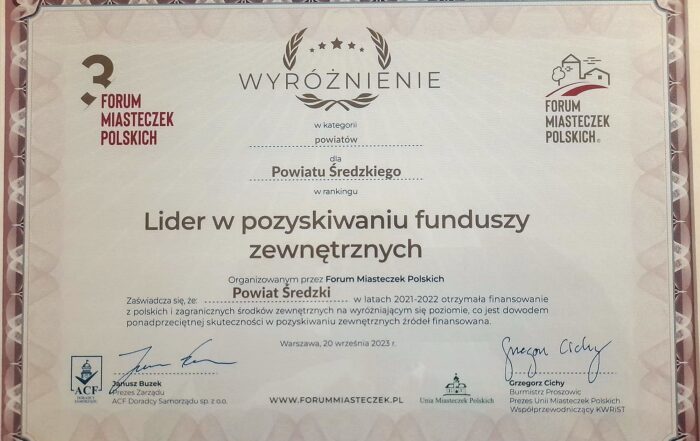 WYRÓŻNIENIE
3 FORUM
MIASTECZEK
POLSKICH
FORUM
MIASTECZEK
POLSKICH®
w kategorii
powiatów
dla
Powiatu Średzkiego
w rankingu
Lider w pozyskiwaniu funduszy
zewnętrznych
Organizowanym przez Forum Miasteczek Polskich
Zaświadcza się, że: Powiat Średzki w latach 2021-2022 otrzymała finansowanie
z polskich i zagranicznych środków zewnętrznych na wyróżniającym się poziomie, co jest dowodem
ponadprzeciętnej skuteczności w pozyskiwaniu zewnętrznych źródeł finansowana.
Warszawa, 20 września 2023 r.
Grzegorz Cichy
ACF
DORADCY
SAMORZĄDU
Janusz Buzek
Prezes Zarządu
ACF Doradcy Samorządu sp. z o.o.
WWW.FORUMMIASTECZEK.PL
Unia Miasteczek Polskich
Grzegorz Cichy
Burmistrz Proszowic
Prezes Unii Miasteczek Polskich
Współprzewodniczący KWRiST